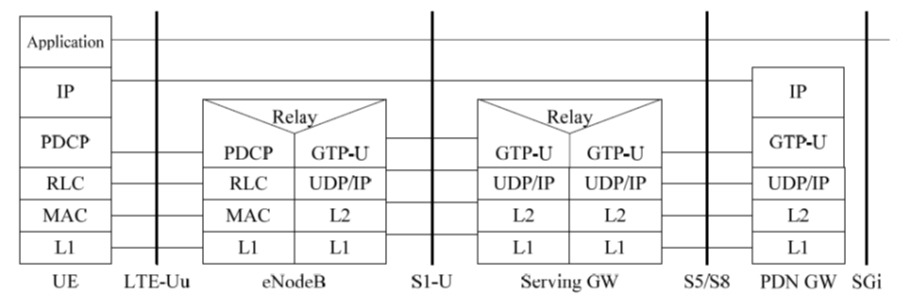 Application
IP
IP
Relay
Relay
PDCP
GTP-U
PDCP
GTP-U
GTP-U
GTP-U
RLC
RLC
UDP/IP
UDP/IP
UDP/IP
UDP/IP
MAC
MAC
L2
L2
L2
L2
L1
L1
L1
L1
L1
L1
UE
LTE-Uu
eNodeB
S1-U
Serving GW
S5/S8
PDN GW
SGi